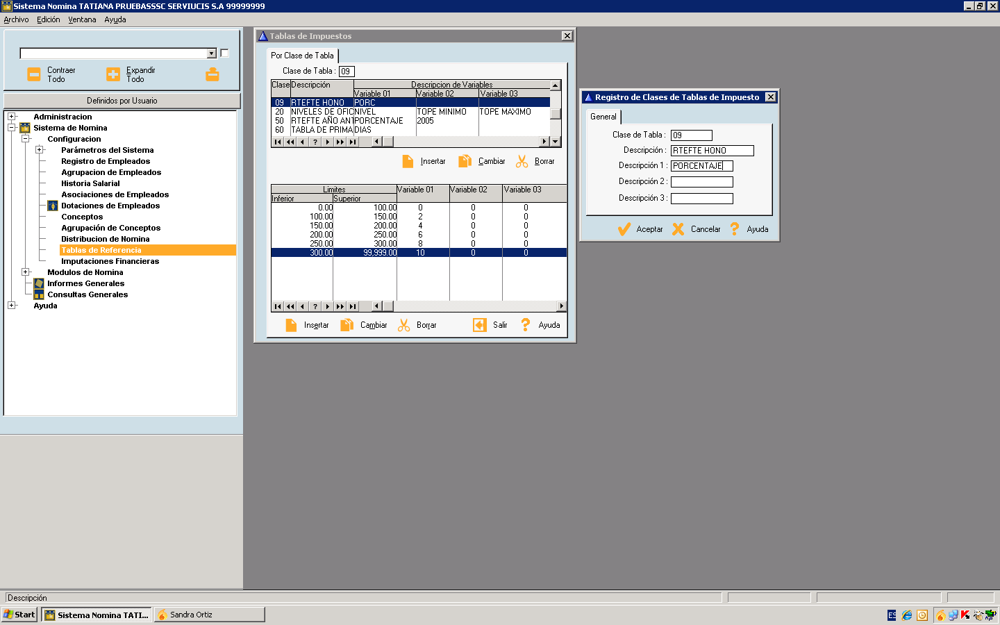 Sistema Nomina TATIANA PRUEBASSSC SERVIUCIS S.A 99999999
Archivo Edición Ventana Ayuda
Contraer Todo
Expandir Todo
Definidos por Usuario
Administracion
Sistema de Nomina
Configuracion
Parámetros del Sistema
Registro de Empleados
Agrupacion de Empleados
Historia Salarial
Asociaciones de Empleados
Dotaciones de Empleados
Conceptos
Agrupación de Conceptos
Distribucion de Nomina
Tablas de Referencia
Imputaciones Financieras
Modulos de Nomina
Informes Generales
Consultas Generales
Ayuda
Tablas de Impuestos
Por Clase de Tabla
Clase de Tabla : 09
Clase Descripción Descripcion de Variables
Variable 01 Variable 02 Variable 03
09 RTEFTE HONO PORC
20 NIVELES DE OFIC NIVEL TOPE MINIMO TOPE MAXIMO
50 RTEFTE AÑO ANT PORCENTAJE 2005
60 TABLA DE PRIMA DIAS
Insertar Cambiar Borrar
Limites Variable 01 Variable 02 Variable 03
Inferior Superior
0.00 100.00 0 0 0
100.00 150.00 2 0 0
150.00 200.00 4 0 0
200.00 250.00 6 0 0
250.00 300.00 8 0 0
300.00 99,999.00 10 0 0
Insertar Cambiar Borrar Salir Ayuda
Registro de Clases de Tablas de Impuesto
General
Clase de Tabla : 09
Descripción : RTEFTE HONO
Descripción 1 : PORCENTAJE
Descripción 2 :
Descripción 3 :
Aceptar Cancelar Ayuda
Descripción
Start Sistema Nomina TATI... Sandra Ortiz ES